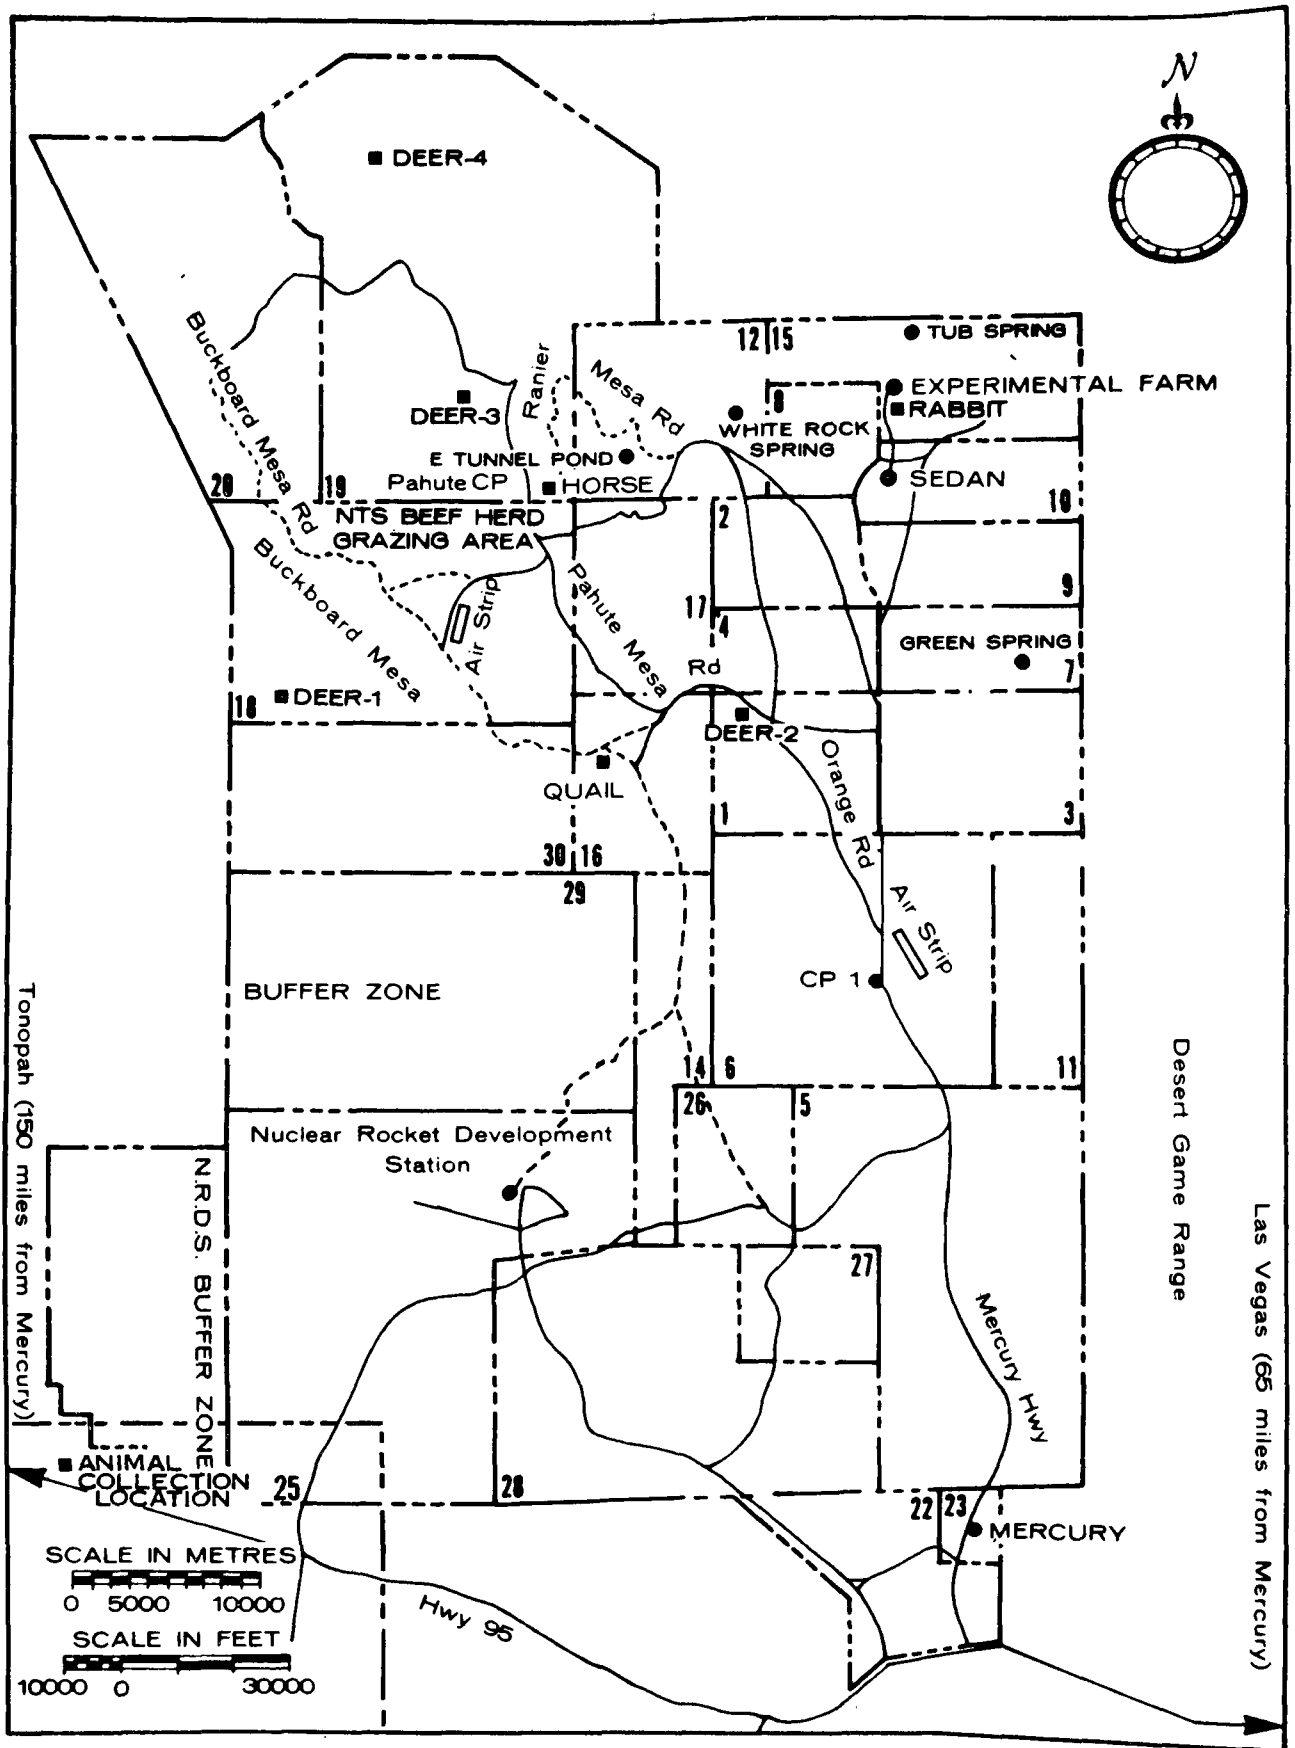 N
DEER-4
Buckboard Mesa Rd
Ranier
Mesa Rd
12 15
TUB SPRING
8
EXPERIMENTAL FARM
RABBIT
DEER-3
WHITE ROCK
SPRING
E TUNNEL POND
SEDAN
Pahute CP
HORSE
20
19
10
NTS BEEF HERD
GRAZING AREA
2
Buckboard Mesa
Air Strip
Pahute Mesa
Rd
17
4
9
GREEN SPRING
7
18
DEER-1
DEER-2
QUAIL
Orange Rd
1
3
30 16
29
Air Strip
CP 1
BUFFER ZONE
14 6
11
26
5
Nuclear Rocket Development
Station
N.R.D.S. BUFFER ZONE
Tonopah (150 miles from Mercury)
Desert Game Range
Las Vegas (65 miles from Mercury)
27
Mercury Hwy
ANIMAL
COLLECTION
LOCATION
25
28
22 23
MERCURY
SCALE IN METRES
0 5000 10000
Hwy 95
SCALE IN FEET
10000 0 30000